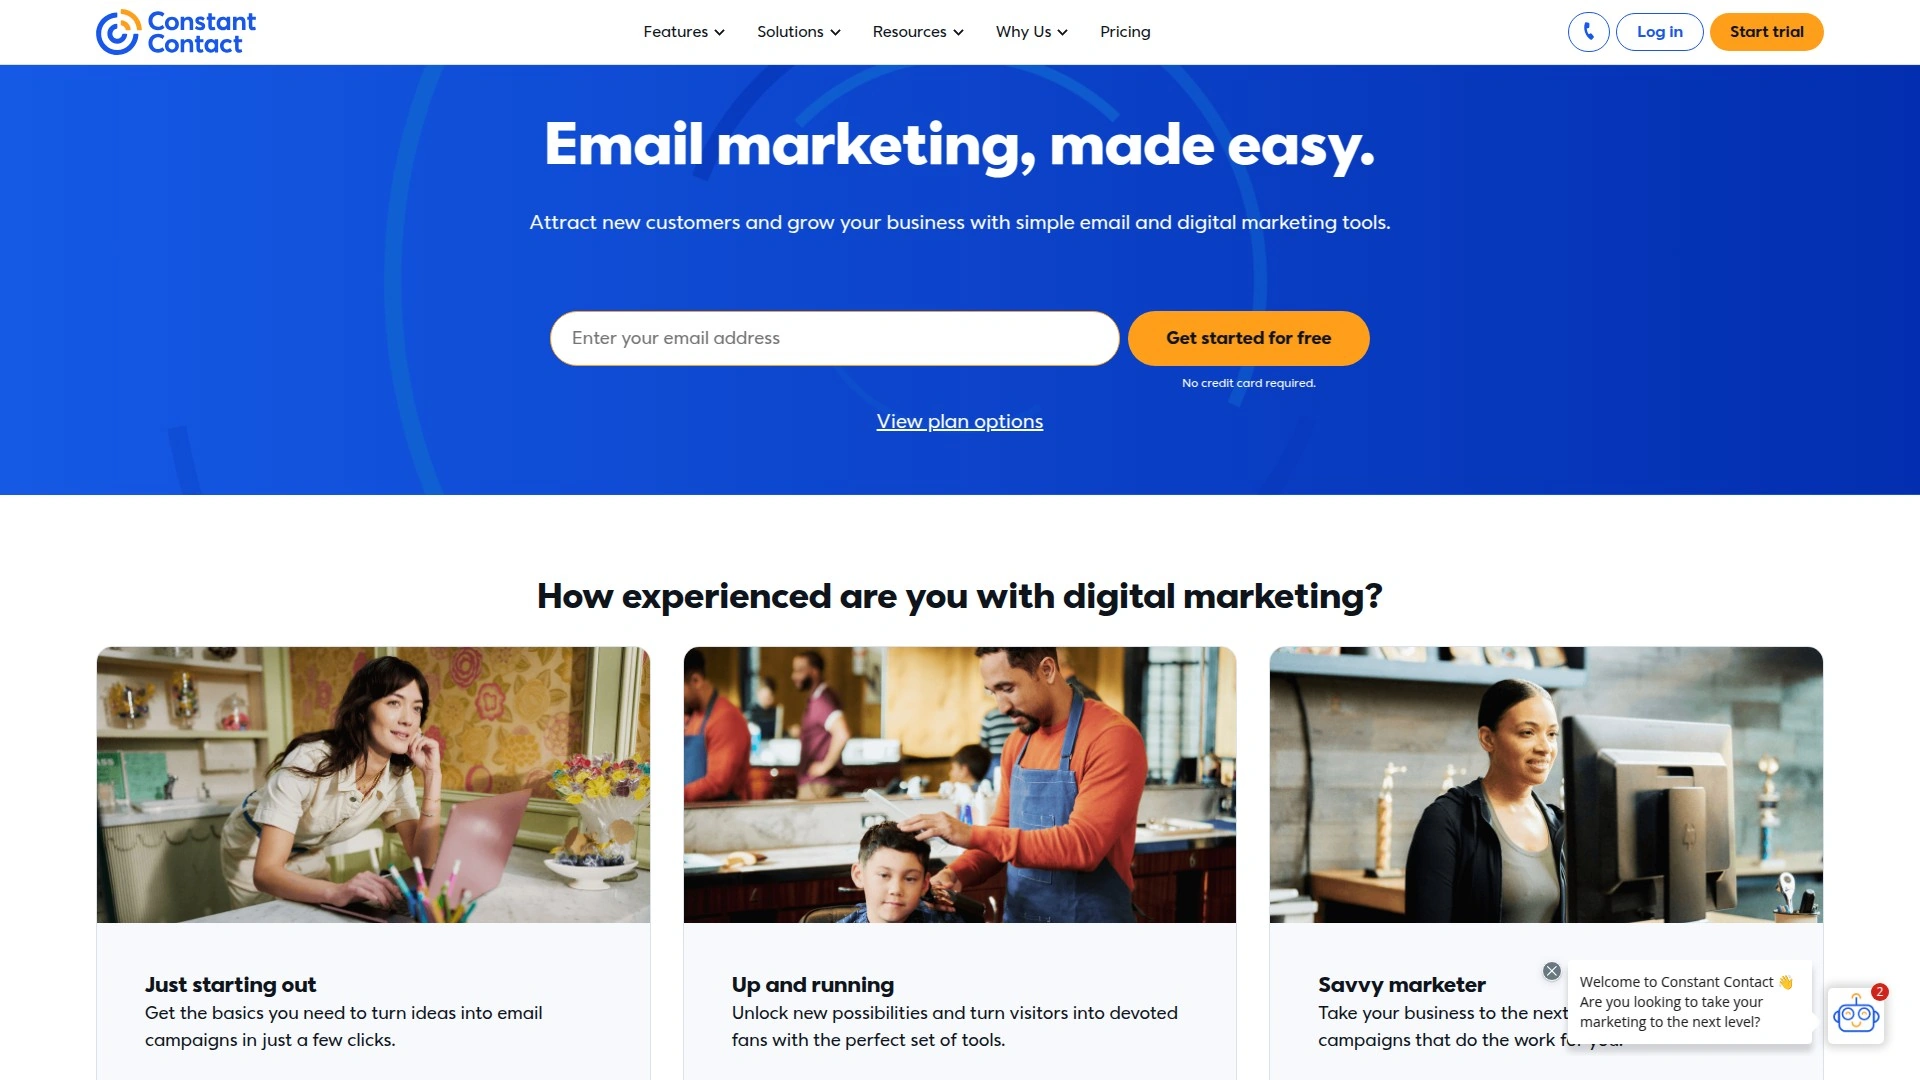 Constant
Contact
Features
Solutions
Resources
Why Us
Pricing
Log in
Start trial
Email marketing, made easy.
Attract new customers and grow your business with simple email and digital marketing tools.
Enter your email address
Get started for free
No credit card required.
View plan options
How experienced are you with digital marketing?
Just starting out
Get the basics you need to turn ideas into email
campaigns in just a few clicks.
Up and running
Unlock new possibilities and turn visitors into devoted
fans with the perfect set of tools.
Savvy marketer
Take your business to the next
campaigns that do the work for you.
Welcome to Constant Contact 👋
Are you looking to take your
marketing to the next level?
2